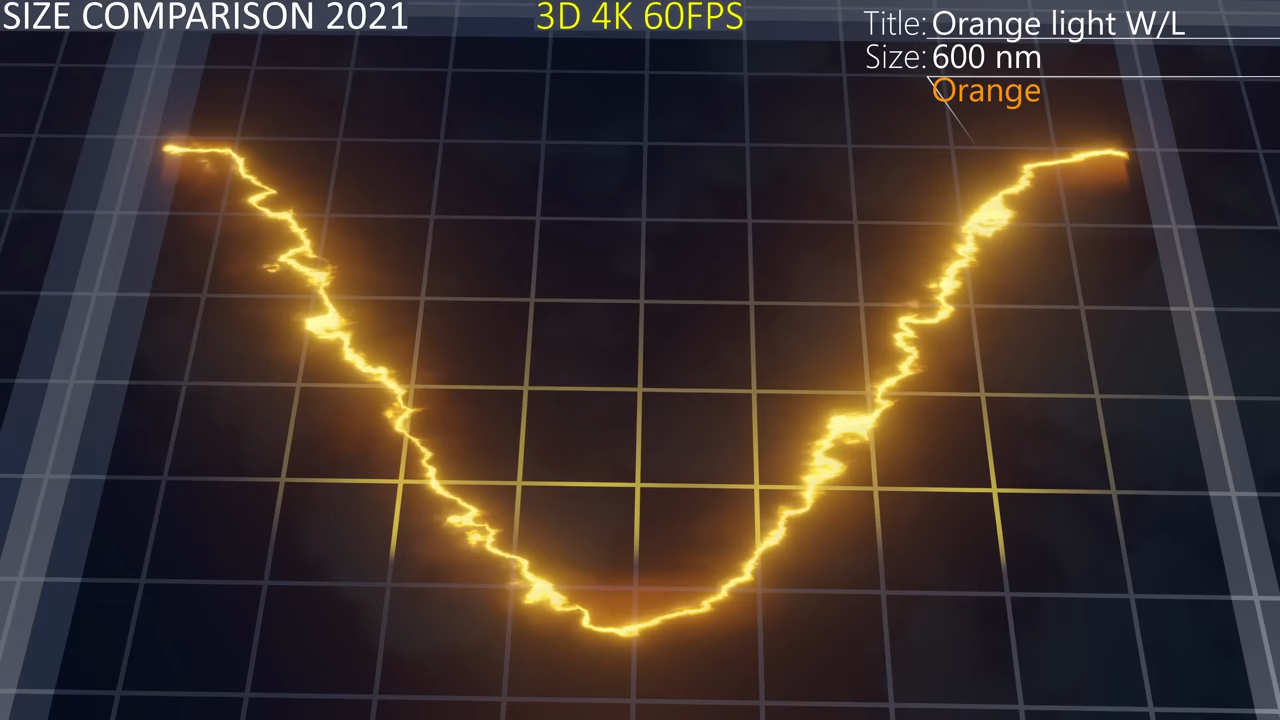 SIZE COMPARISON 2021
3D 4K 60FPS
Title: Orange light W/L
Size: 600 nm
Orange